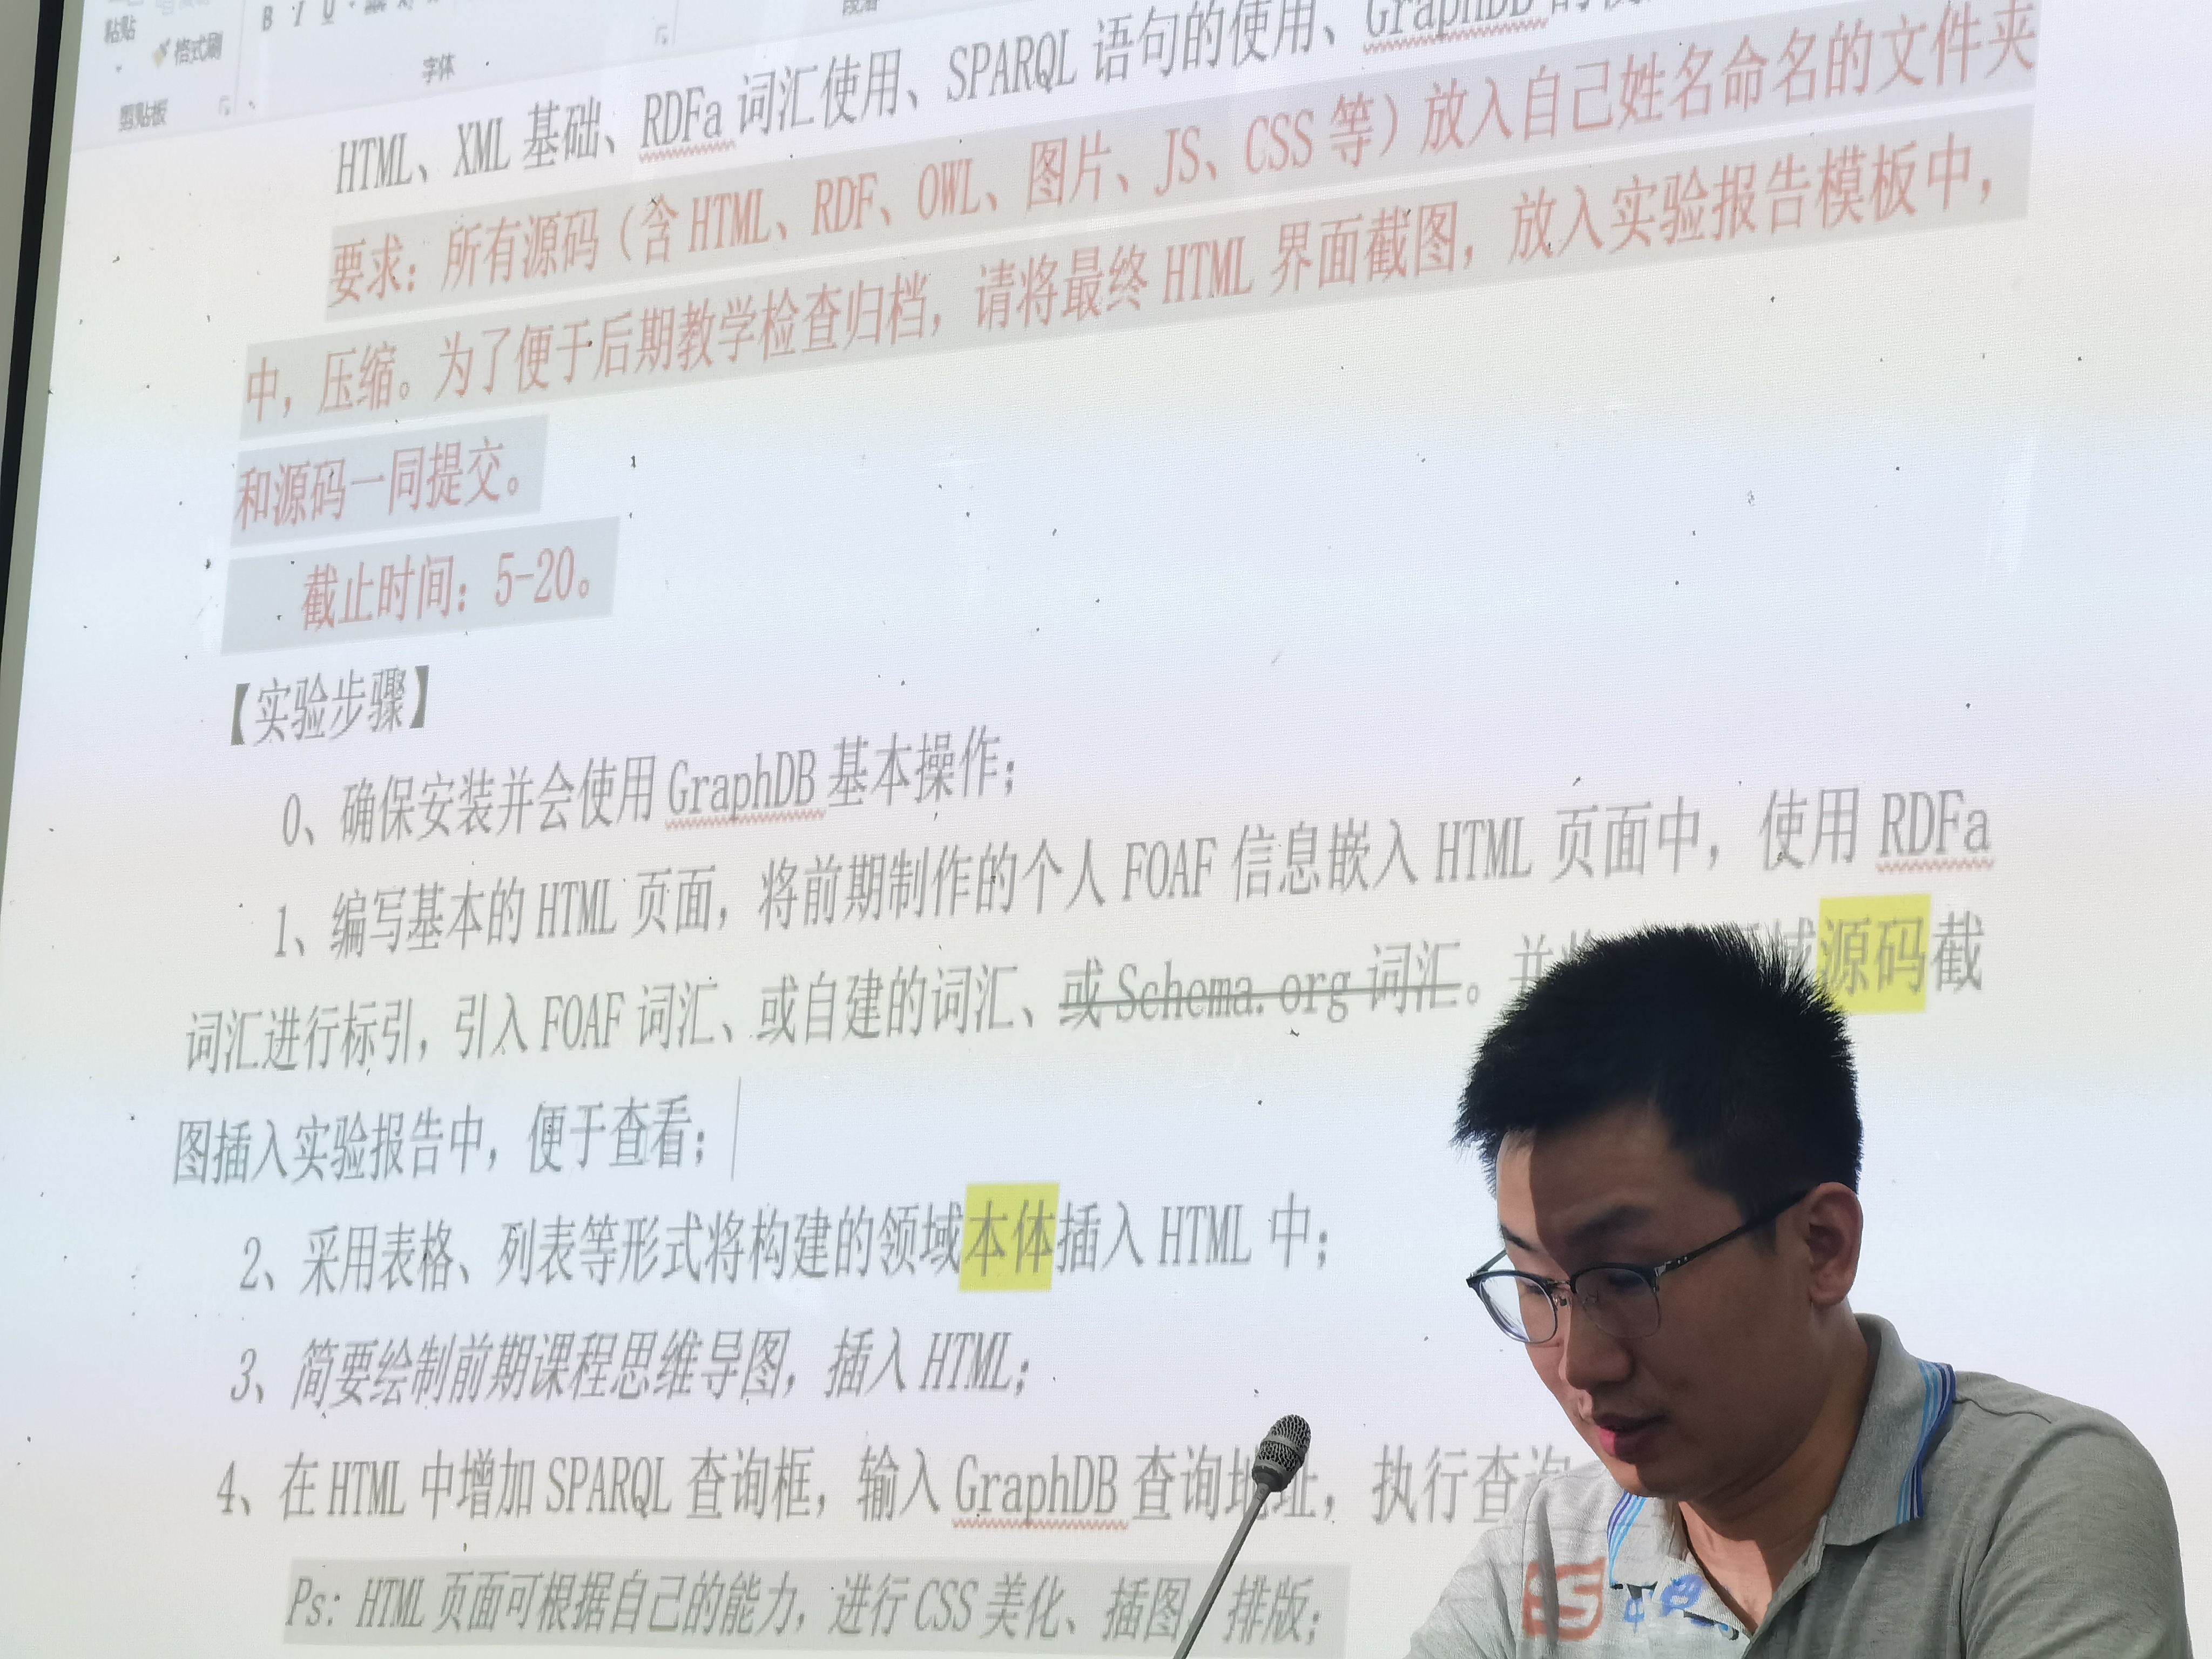 粘贴
格式刷
B I U
剪贴板
字体
段落
HTML、XML 基础、RDFa 词汇使用、SPARQL 语句的使用、GraphDB 的使
要求：所有源码（含 HTML、RDF、OWL、图片、JS、CSS 等）放入自己姓名命名的文件夹
中，压缩。为了便于后期教学检查归档，请将最终 HTML 界面截图，放入实验报告模板中，
和源码一同提交。
截止时间：5-20。
【实验步骤】
0、确保安装并会使用 GraphDB 基本操作；
1、编写基本的 HTML 页面，将前期制作的个人 FOAF 信息嵌入 HTML 页面中，使用 RDFa
词汇进行标引，引入 FOAF 词汇、或自建的词汇、或 Schema.org 词汇。并将 域源码截
图插入实验报告中，便于查看；
2、采用表格、列表等形式将构建的领域本体插入 HTML 中；
3、简要绘制前期课程思维导图，插入 HTML；
4、在 HTML 中增加 SPARQL 查询框，输入 GraphDB 查询地址，执行查询
Ps: HTML 页面可根据自己的能力，进行 CSS 美化、插图、排版；